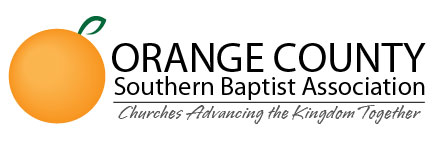 ORANGE COUNTY
Southern Baptist Association
Churches Advancing the Kingdom Together